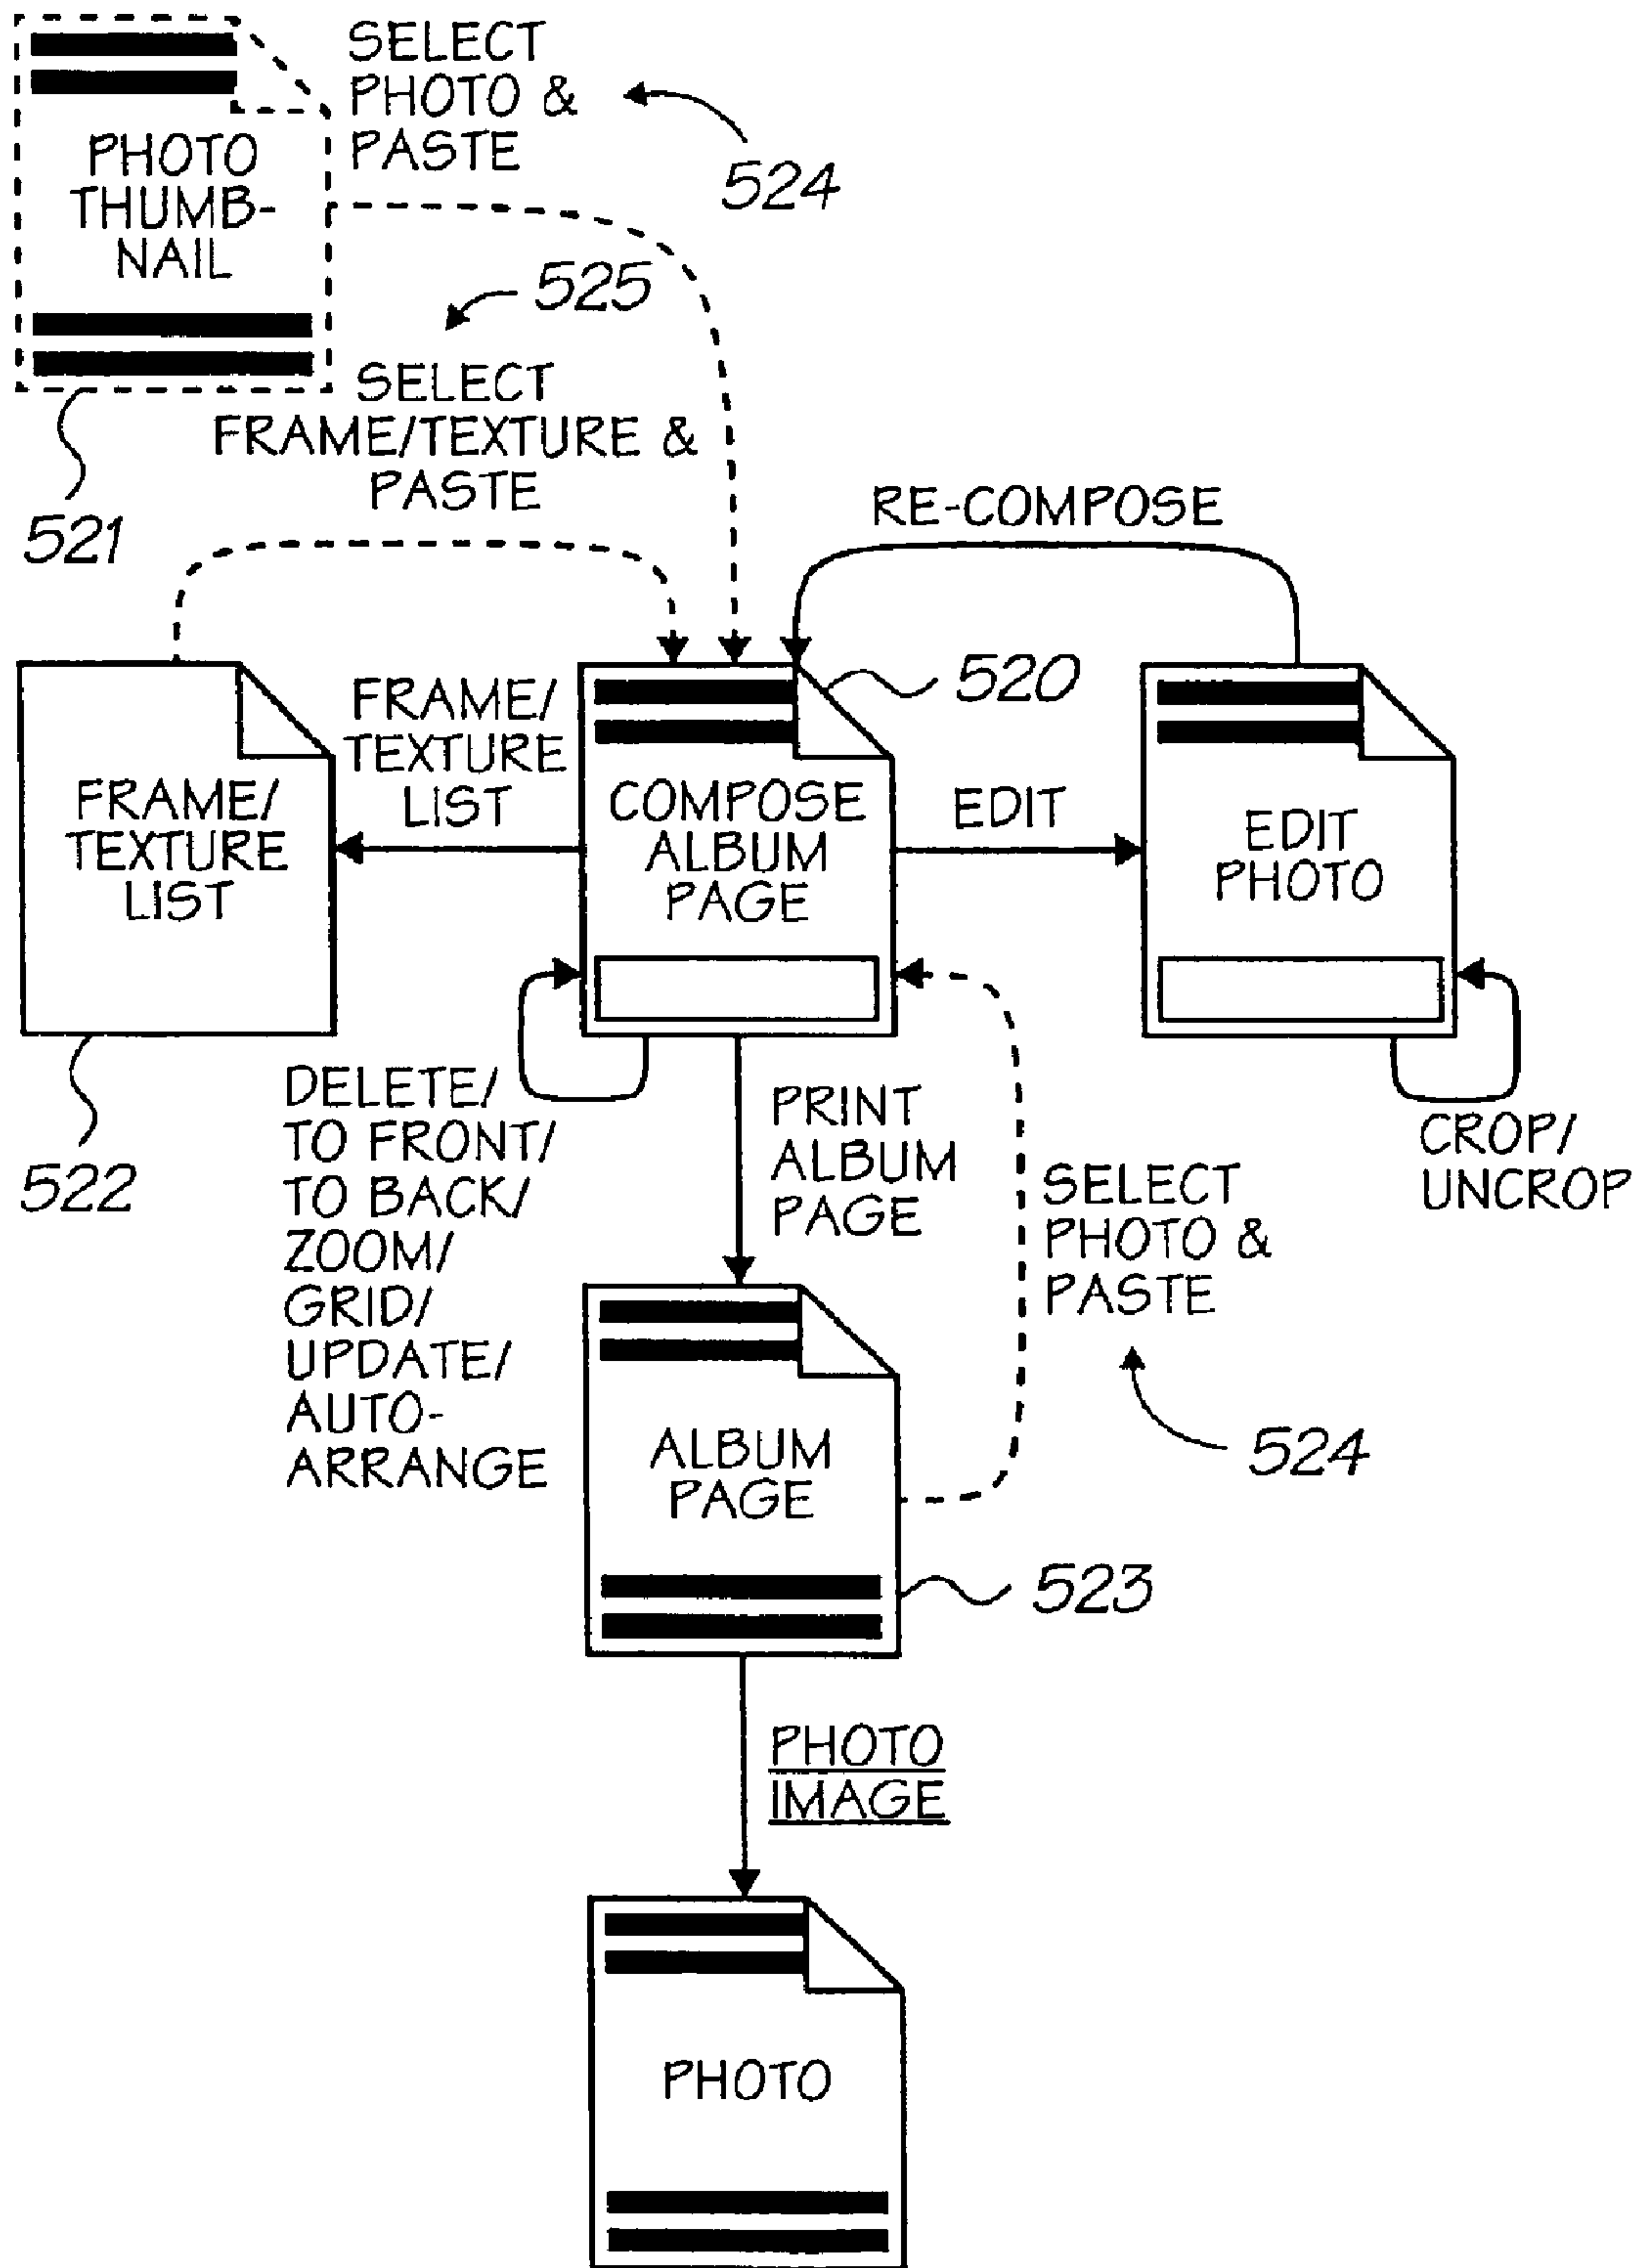 SELECT
PHOTO &
PASTE
524
PHOTO
THUMB-
NAIL
525
SELECT
FRAME/TEXTURE &
PASTE
521
RE-COMPOSE
520
FRAME/
TEXTURE
LIST
FRAME/
TEXTURE
LIST
COMPOSE
ALBUM
PAGE
EDIT
EDIT
PHOTO
522
DELETE/
TO FRONT/
TO BACK/
ZOOM/
GRID/
UPDATE/
AUTO-
ARRANGE
PRINT
ALBUM
PAGE
SELECT
PHOTO &
PASTE
524
CROP/
UNCROP
ALBUM
PAGE
523
PHOTO
IMAGE
PHOTO